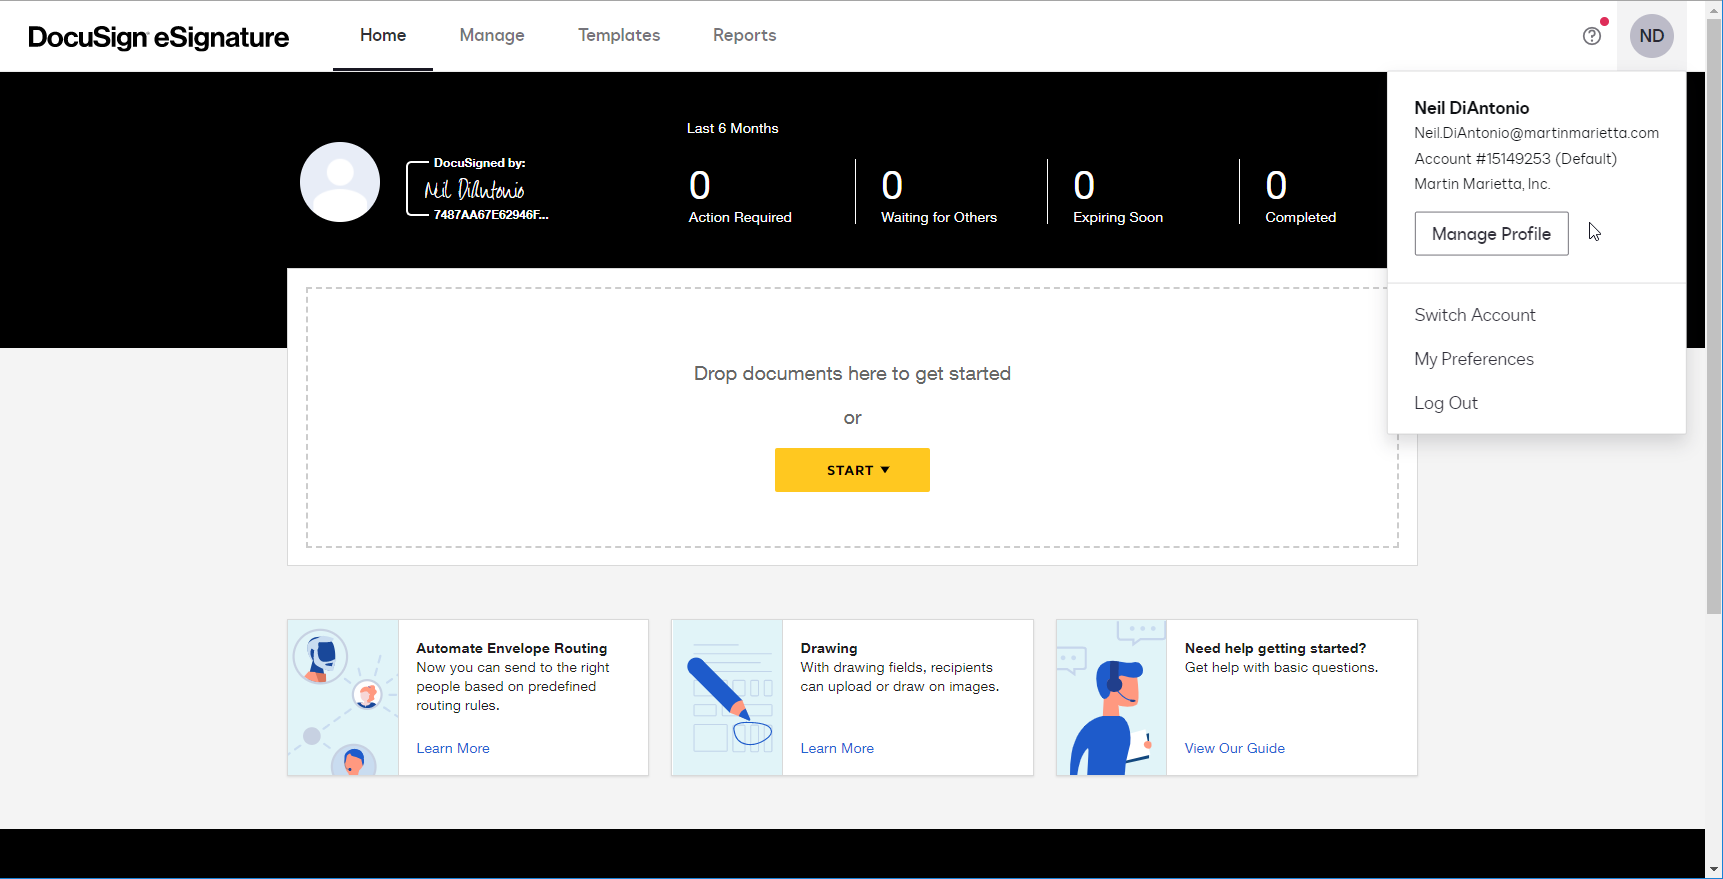 DocuSign eSignature
Home
Manage
Templates
Reports
ND
Neil DiAntonio
Neil.DiAntonio@martinmarietta.com
Account #15149253 (Default)
Martin Marietta, Inc.
Manage Profile
Switch Account
My Preferences
Log Out
DocuSigned by:
Neil DiAntonio
7487AA67E62946F...
Last 6 Months
0
Action Required
0
Waiting for Others
0
Expiring Soon
0
Completed
Drop documents here to get started
or
START
Automate Envelope Routing
Now you can send to the right
people based on predefined
routing rules.
Learn More
Drawing
With drawing fields, recipients
can upload or draw on images.
Learn More
Need help getting started?
Get help with basic questions.
View Our Guide